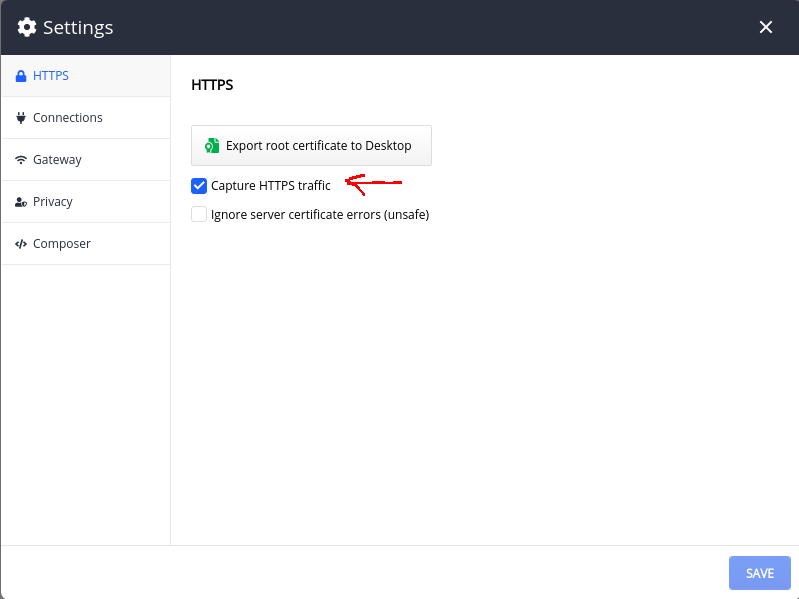 Settings
HTTPS
Connections
Gateway
Privacy
Composer
HTTPS
Export root certificate to Desktop
Capture HTTPS traffic
Ignore server certificate errors (unsafe)
SAVE